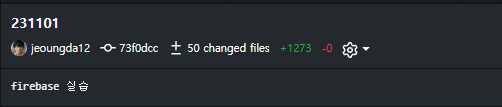 231101
jeoungda12 73f0dcc 50 changed files +1273 -0
firebase 실습